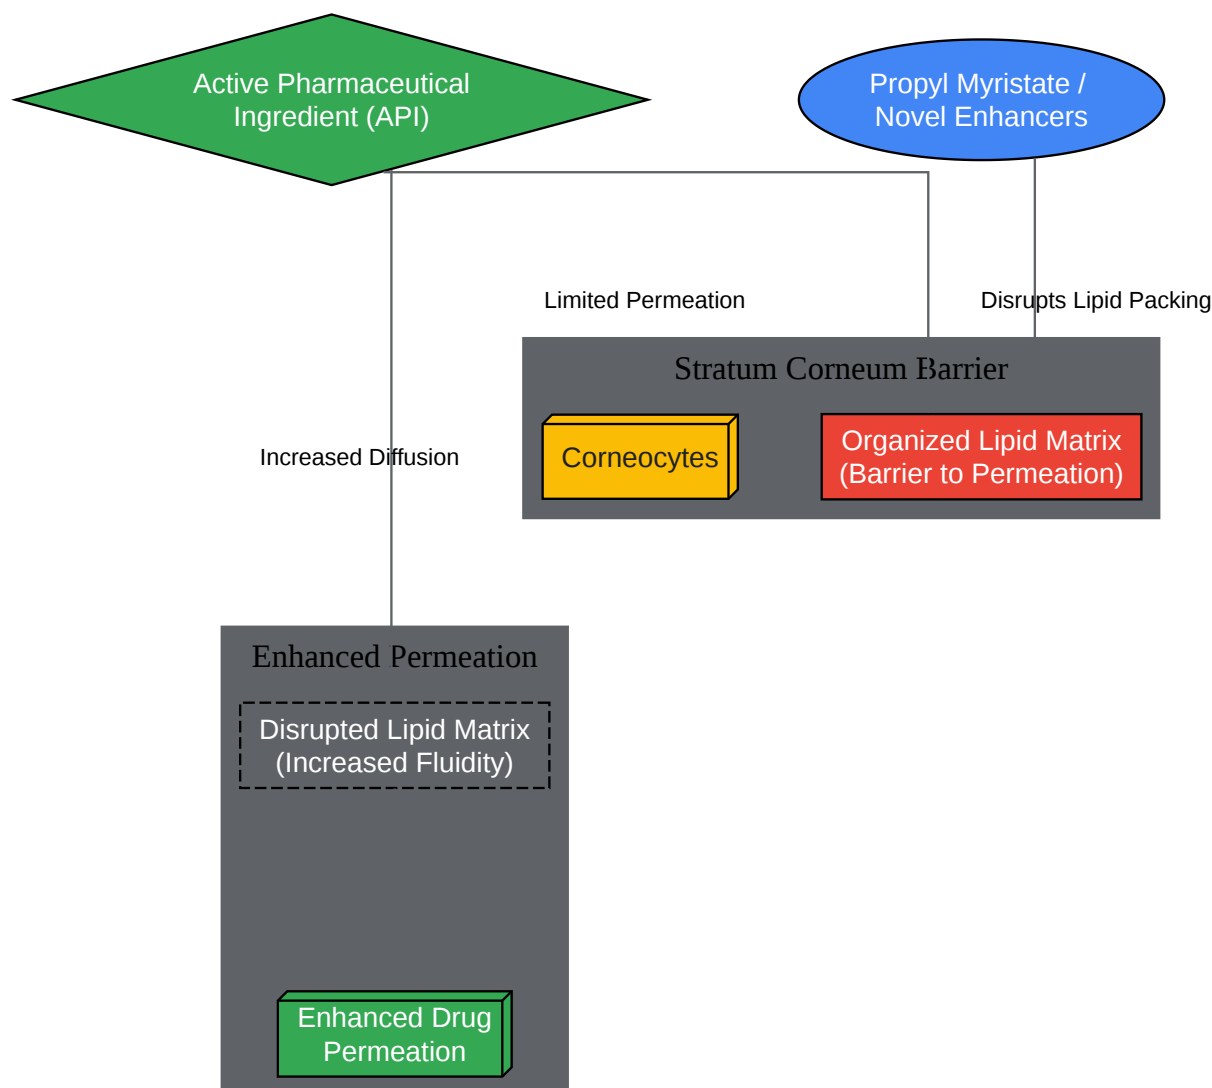 Active Pharmaceutical
Ingredient (API)
Propyl Myristate /
Novel Enhancers
Limited Permeation
Disrupts Lipid Packing
Stratum Corneum Barrier
Corneocytes
Organized Lipid Matrix
(Barrier to Permeation)
Increased Diffusion
Enhanced Permeation
Disrupted Lipid Matrix
(Increased Fluidity)
Enhanced Drug
Permeation